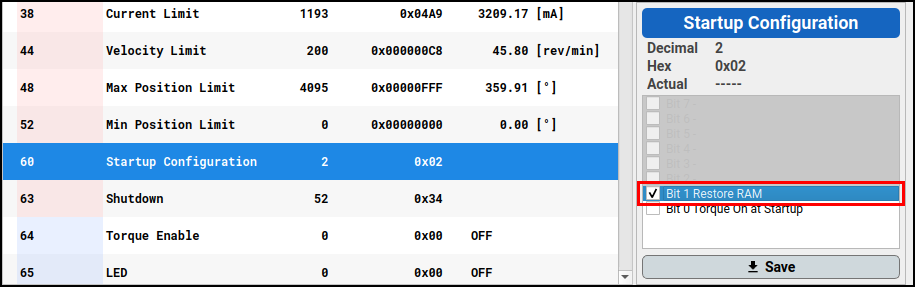 38 Current Limit 1193 0x04A9 3209.17 [mA]
44 Velocity Limit 200 0x000000C8 45.80 [rev/min]
48 Max Position Limit 4095 0x00000FFF 359.91 [°]
52 Min Position Limit 0 0x00000000 0.00 [°]
60 Startup Configuration 2 0x02
63 Shutdown 52 0x34
64 Torque Enable 0 0x00 OFF
65 LED 0 0x00 OFF
Startup Configuration
Decimal 2
Hex 0x02
Actual -----
Bit 7 -
Bit 6 -
Bit 5 -
Bit 4 -
Bit 3 -
Bit 2 -
Bit 1 Restore RAM
Bit 0 Torque On at Startup
Save